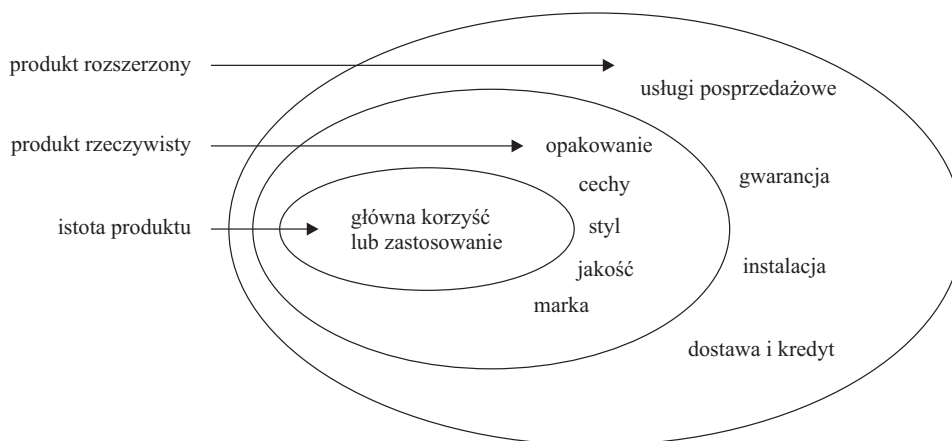 produkt rozszerzony
usługi posprzedażowe
produkt rzeczywisty
opakowanie
gwarancja
cechy
istota produktu
główna korzyść
lub zastosowanie
styl
jakość
instalacja
marka
dostawa i kredyt